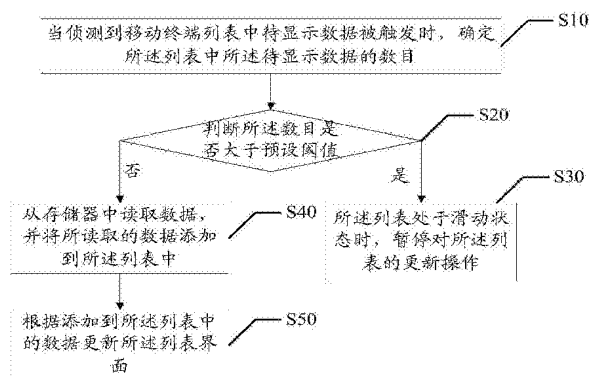 当侦测到移动终端列表中待显示数据被触发时，确定
所述列表中所述待显示数据的数目
S10
判断所述数目是
否大于预设阈值
S20
否
是
S30
从存储器中读取数据，
并将所读取的数据添加
到所述列表中
S40
所述列表处于滑动状
态时，暂停对所述列
表的更新操作
根据添加到所述列表中
的数据更新所述列表界
面
S50